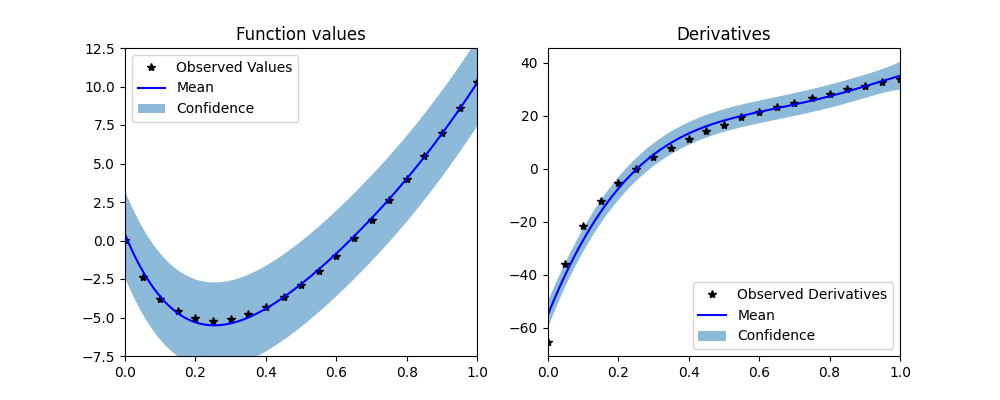 Function values
Observed Values
Mean
Confidence
12.5
10.0
7.5
5.0
2.5
0.0
−2.5
−5.0
−7.5
0.0 0.2 0.4 0.6 0.8 1.0
Derivatives
40
20
0
−20
−40
−60
Observed Derivatives
Mean
Confidence
0.0 0.2 0.4 0.6 0.8 1.0